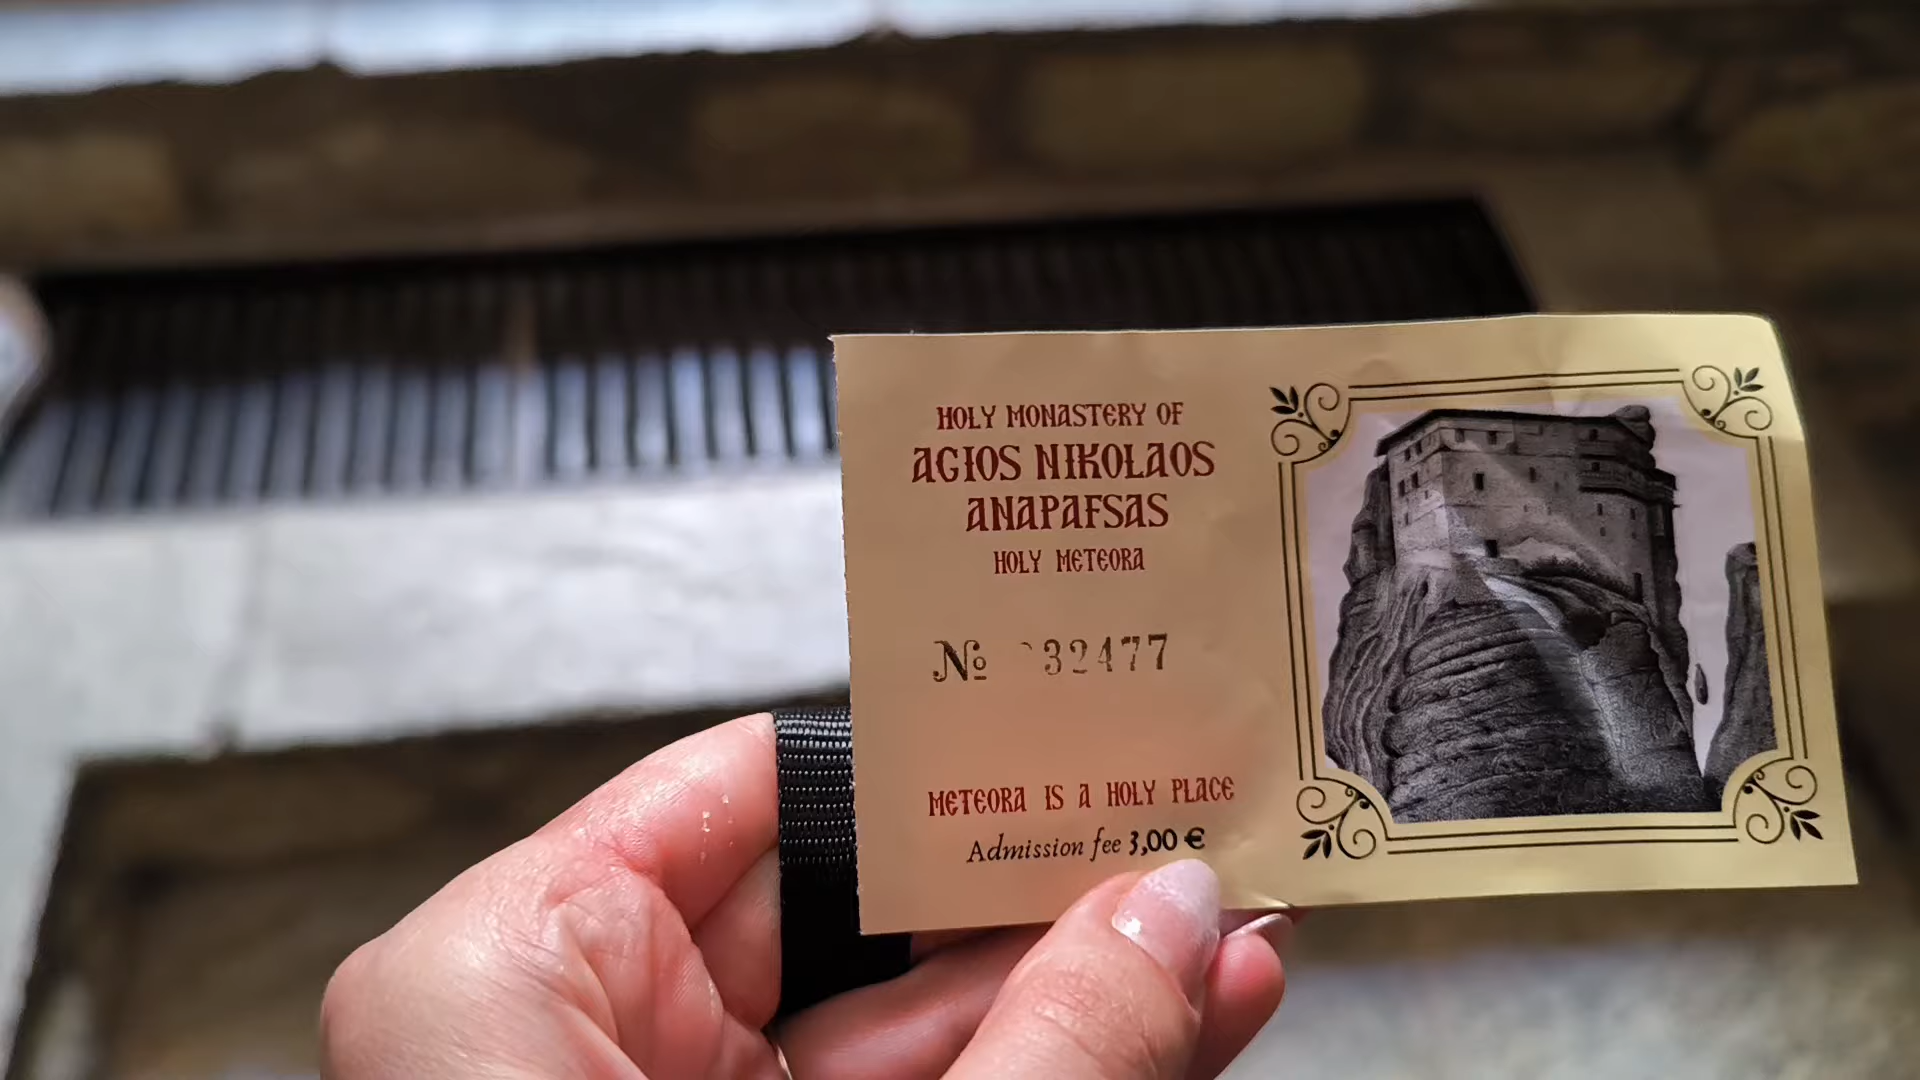 HOLY MONASTERY OF
AGIOS NIKOLAOS
ANAPAFSAS
HOLY METEORA
№ 32477
METEORA IS A HOLY PLACE
Admission fee 3,00 €